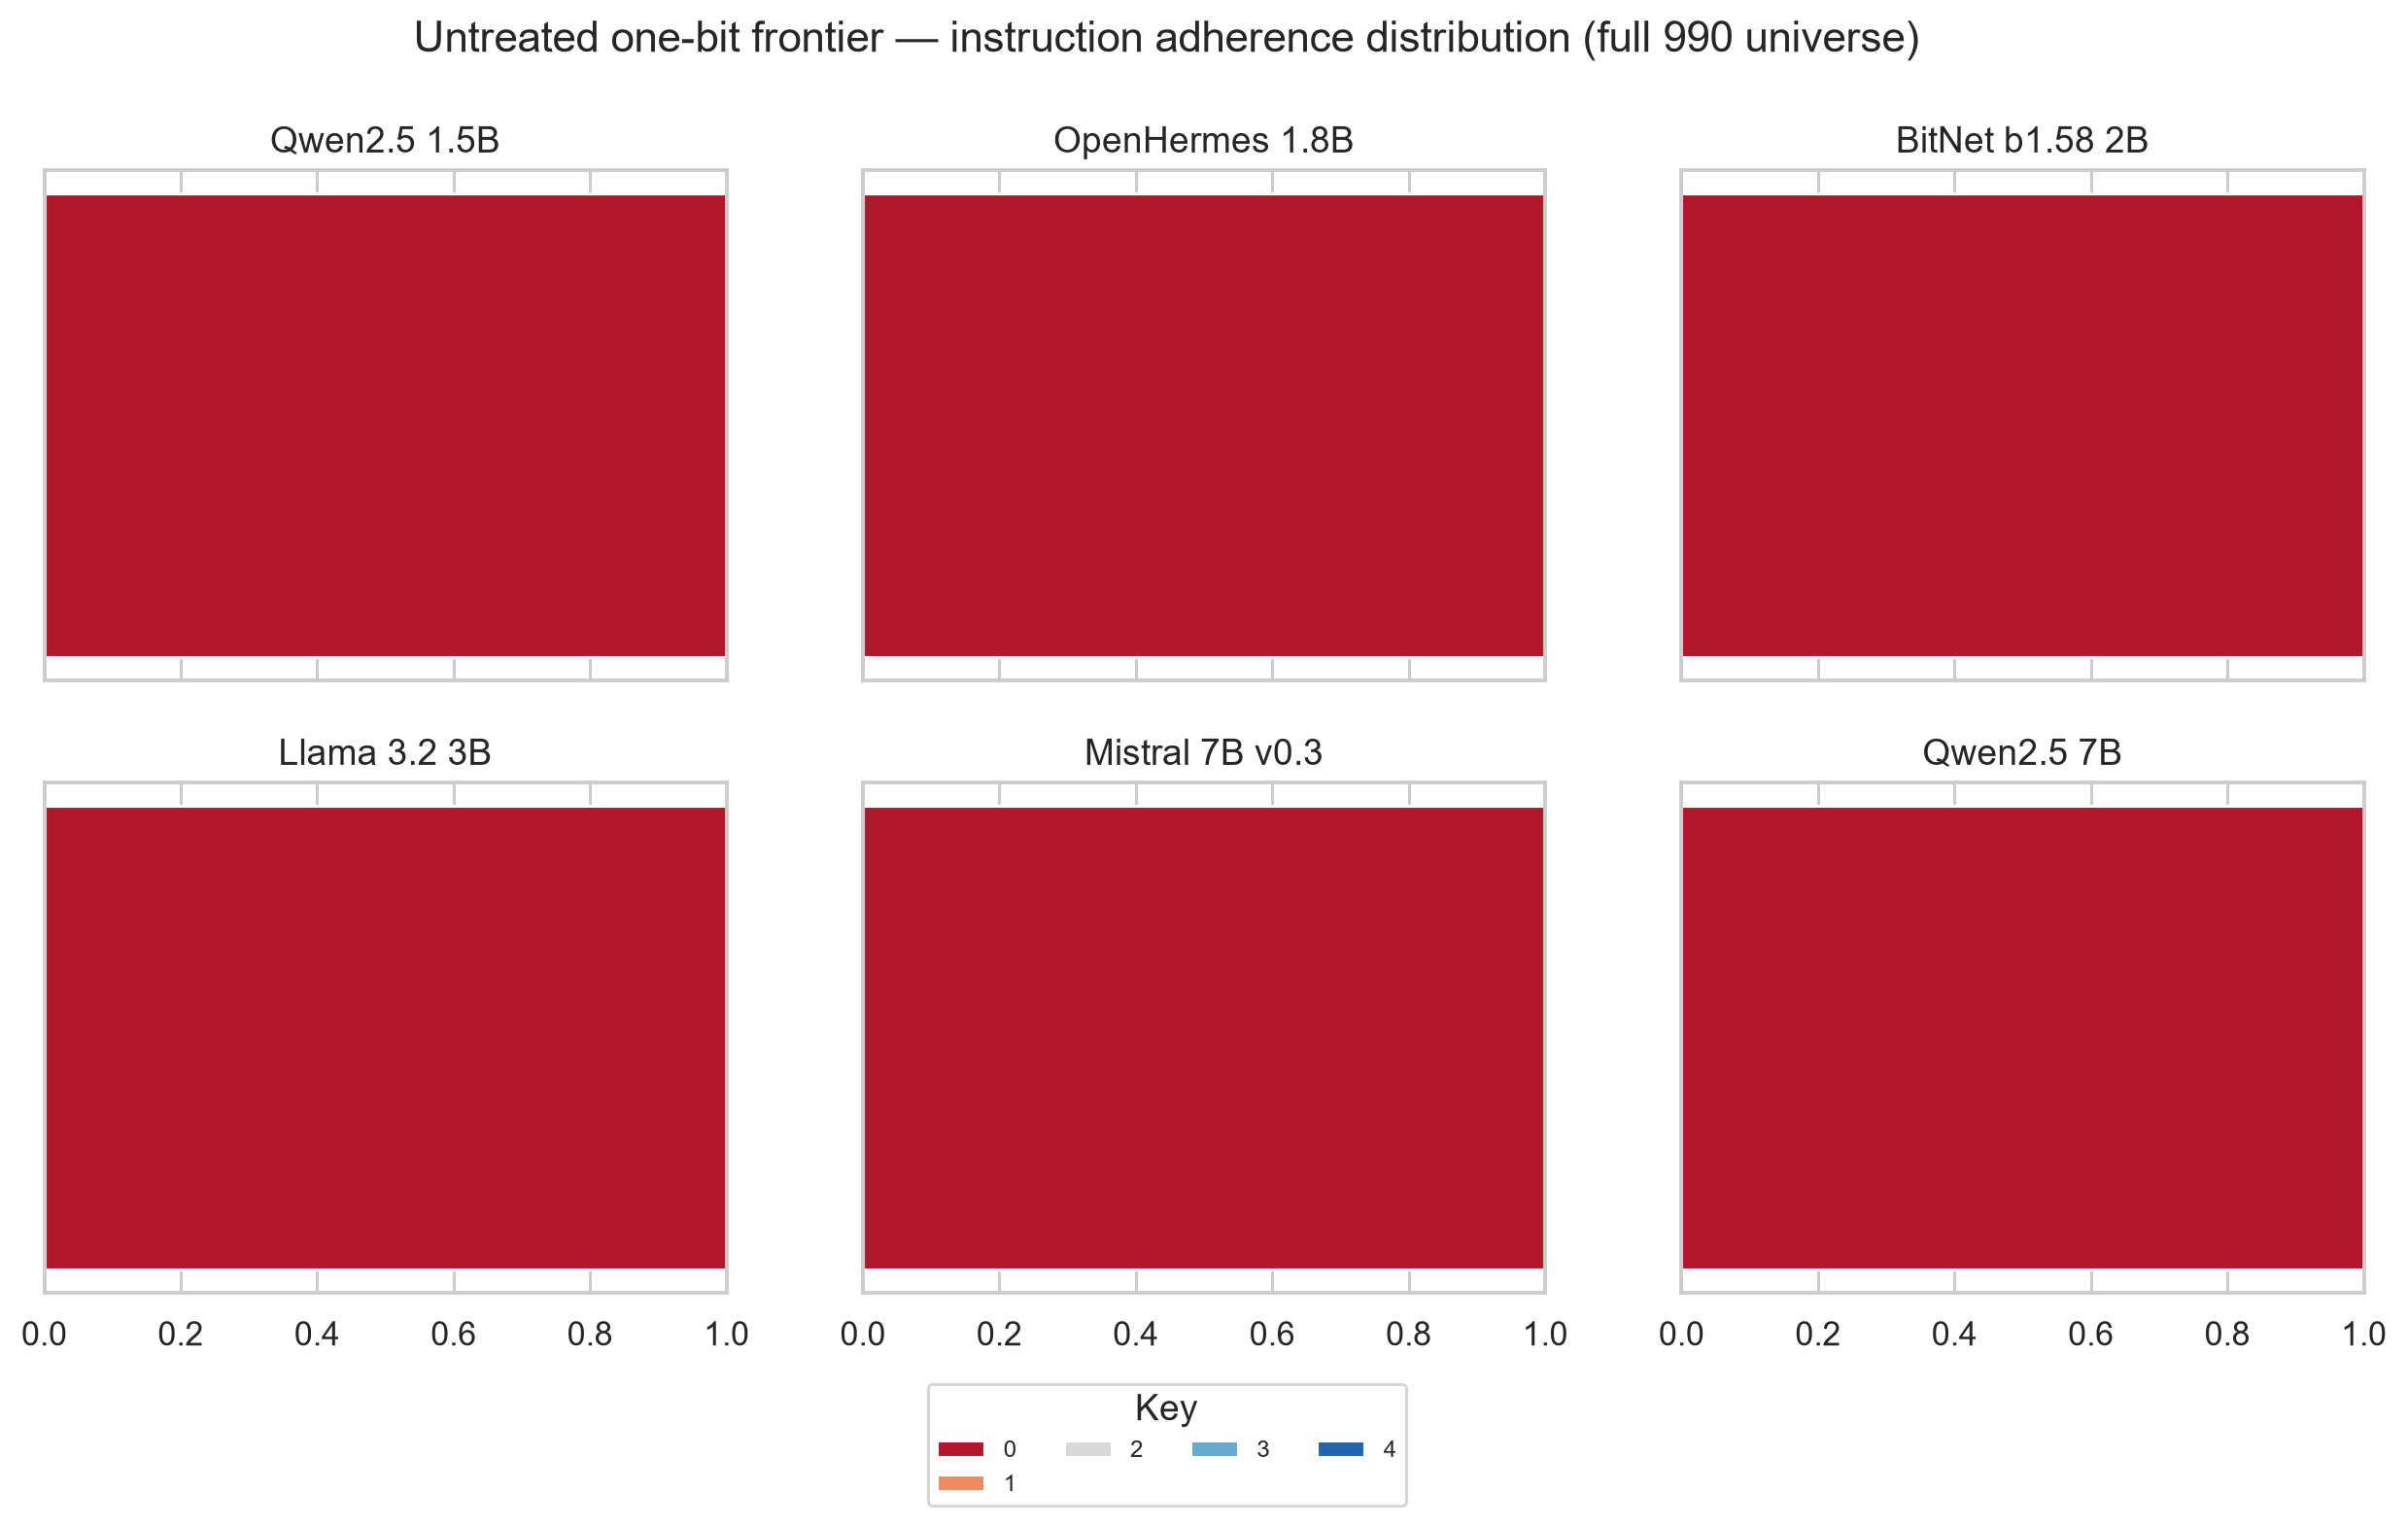 Untreated one-bit frontier — instruction adherence distribution (full 990 universe)
Qwen2.5 1.5B
OpenHermes 1.8B
BitNet b1.58 2B
Llama 3.2 3B
Mistral 7B v0.3
Qwen2.5 7B
0.0 0.2 0.4 0.6 0.8 1.0
0.0 0.2 0.4 0.6 0.8 1.0
0.0 0.2 0.4 0.6 0.8 1.0
Key
0 2 3 4
1